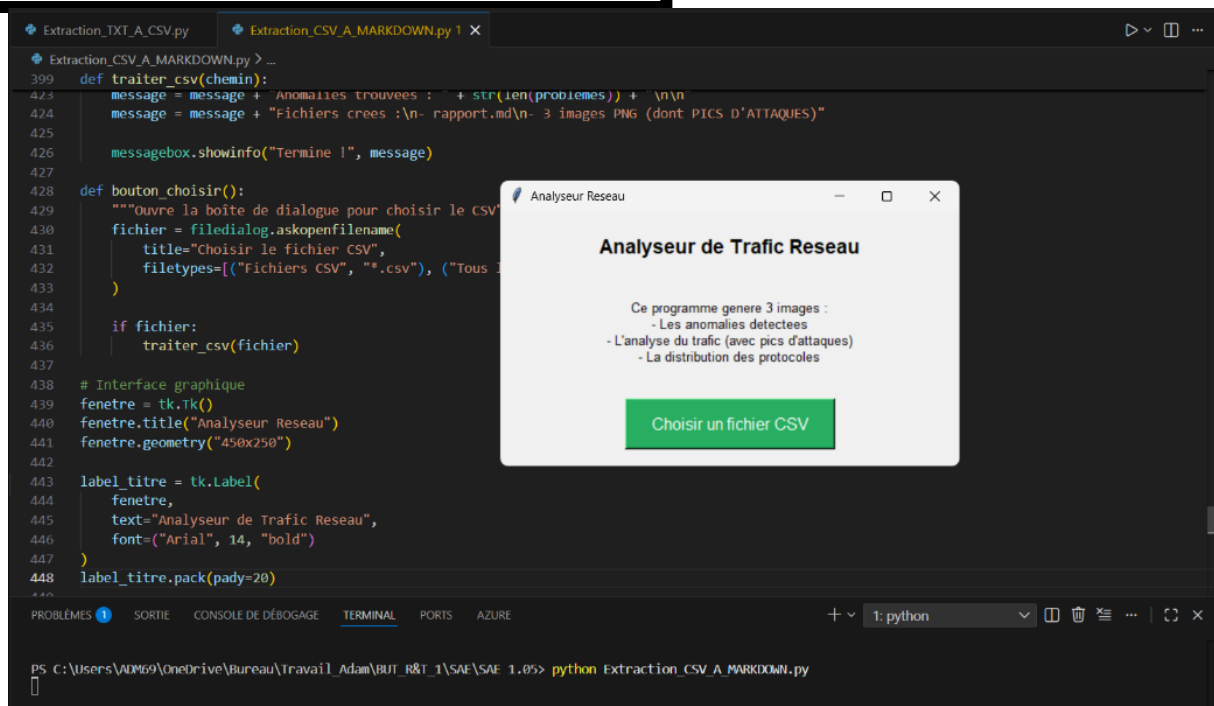 Extraction_TXT_A_CSV.py
Extraction_CSV_A_MARKDOWN.py 1
Extraction_CSV_A_MARKDOWN.py > ...
399 def traiter_csv(chemin):
423 message = message + "Anomalies trouvees : " + str(len(problemes)) + "\n\n"
424 message = message + "Fichiers crees :\n- rapport.md\n- 3 images PNG (dont PICS D'ATTAQUES)"
425
426 messagebox.showinfo("Termine !", message)
427
428 def bouton_choisir():
429 """Ouvre la boîte de dialogue pour choisir le CSV"
430 fichier = filedialog.askopenfilename(
431 title="Choisir le fichier CSV",
432 filetypes=[("Fichiers CSV", "*.csv"), ("Tous
433 )
434
435 if fichier:
436 traiter_csv(fichier)
437
438 # Interface graphique
439 fenetre = tk.Tk()
440 fenetre.title("Analyseur Reseau")
441 fenetre.geometry("450x250")
442
443 label_titre = tk.Label(
444 fenetre,
445 text="Analyseur de Trafic Reseau",
446 font=("Arial", 14, "bold")
447 )
448 label_titre.pack(pady=20)
Analyseur Reseau
Analyseur de Trafic Reseau
Ce programme genere 3 images :
- Les anomalies detectees
- L'analyse du trafic (avec pics d'attaques)
- La distribution des protocoles
Choisir un fichier CSV
PROBLÈMES 1 SORTIE CONSOLE DE DÉBOGAGE TERMINAL PORTS AZURE
1: python
PS C:\Users\ADM69\OneDrive\Bureau\Travail_Adam\BUT_R&T_1\SAE\SAE 1.05> python Extraction_CSV_A_MARKDOWN.py